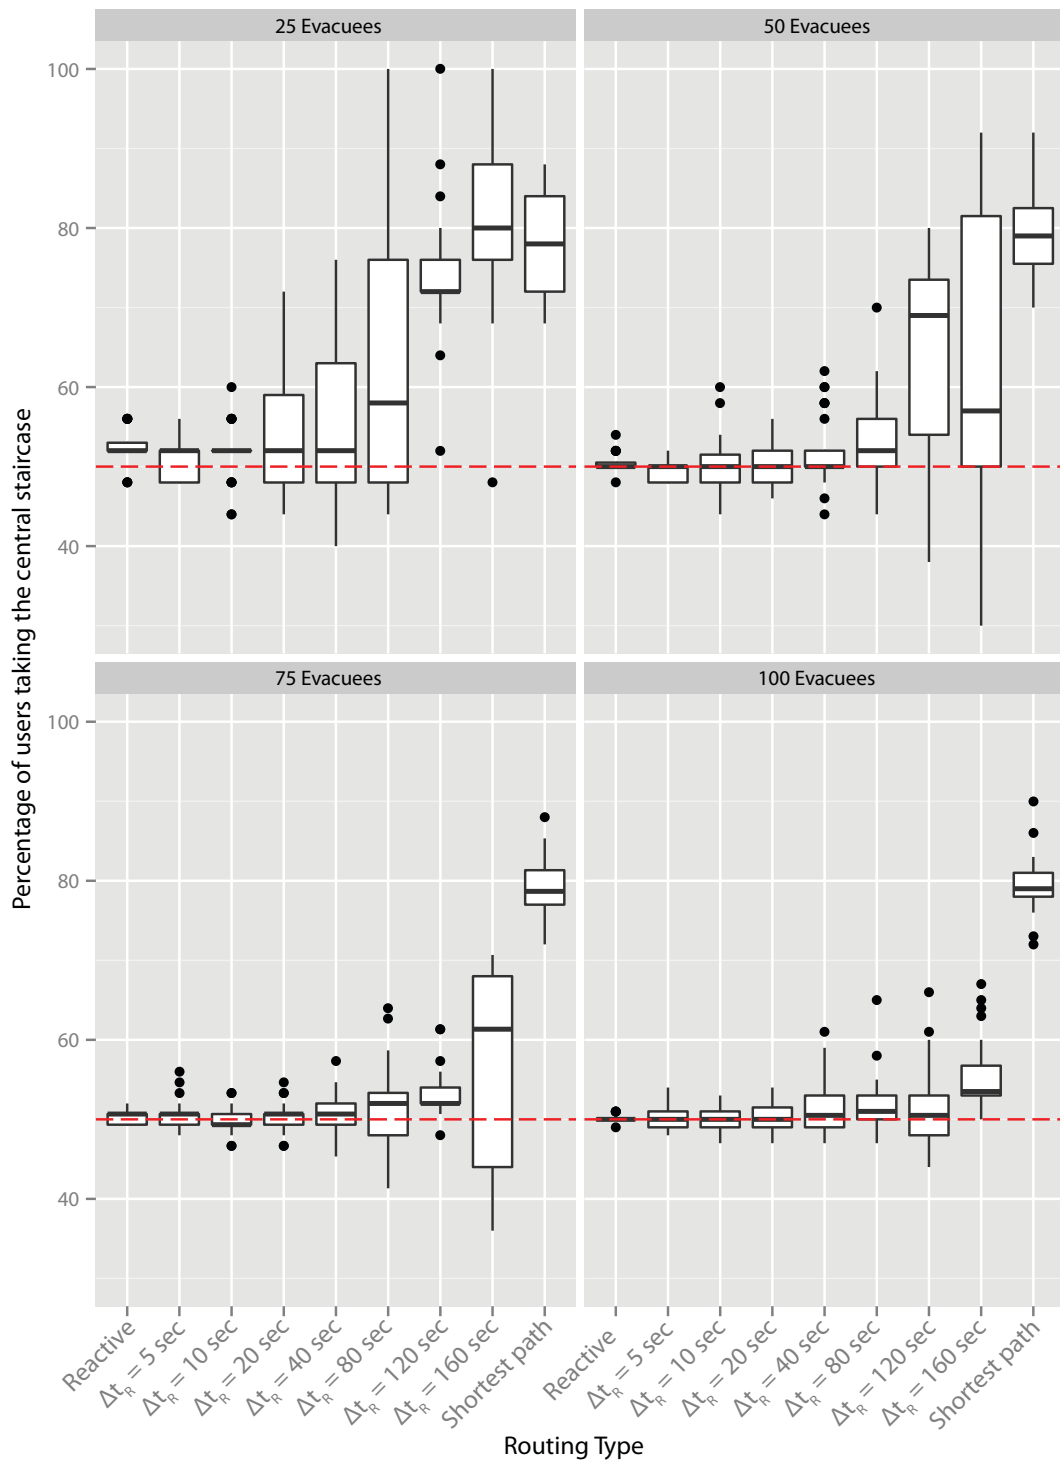 25 Evacuees
50 Evacuees
100
80
60
40
75 Evacuees
100 Evacuees
100
80
60
40
Percentage of users taking the central staircase
Reactive
Δt_R = 5 sec
Δt_R = 10 sec
Δt_R = 20 sec
Δt_R = 40 sec
Δt_R = 80 sec
Δt_R = 120 sec
Δt_R = 160 sec
Shortest path
Reactive
Δt_R = 5 sec
Δt_R = 10 sec
Δt_R = 20 sec
Δt_R = 40 sec
Δt_R = 80 sec
Δt_R = 120 sec
Δt_R = 160 sec
Shortest path
Routing Type